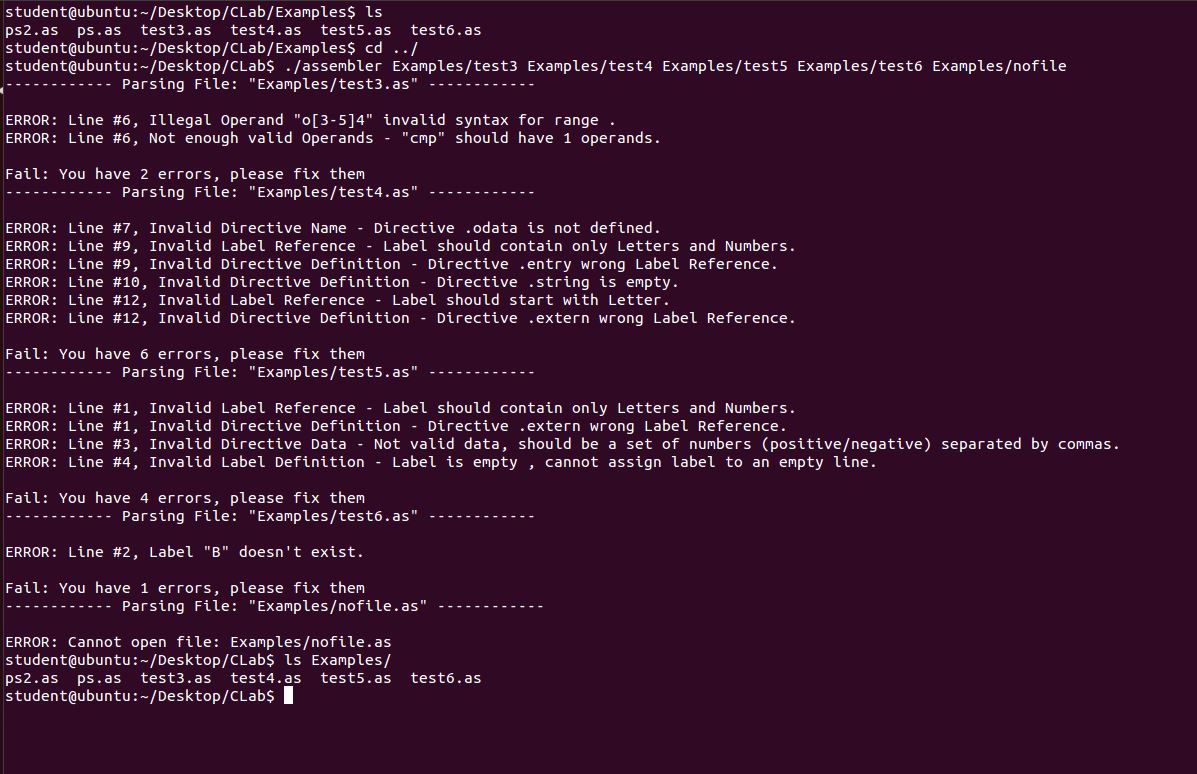 student@ubuntu:~/Desktop/CLab/Examples$ ls
ps2.as  ps.as  test3.as  test4.as  test5.as  test6.as
student@ubuntu:~/Desktop/CLab/Examples$ cd ../
student@ubuntu:~/Desktop/CLab$ ./assembler Examples/test3 Examples/test4 Examples/test5 Examples/test6 Examples/nofile
------------ Parsing File: "Examples/test3.as" ------------
ERROR: Line #6, Illegal Operand "o[3-5]4" invalid syntax for range .
ERROR: Line #6, Not enough valid Operands - "cmp" should have 1 operands.
Fail: You have 2 errors, please fix them
------------ Parsing File: "Examples/test4.as" ------------
ERROR: Line #7, Invalid Directive Name - Directive .odata is not defined.
ERROR: Line #9, Invalid Label Reference - Label should contain only Letters and Numbers.
ERROR: Line #9, Invalid Directive Definition - Directive .entry wrong Label Reference.
ERROR: Line #10, Invalid Directive Definition - Directive .string is empty.
ERROR: Line #12, Invalid Label Reference - Label should start with Letter.
ERROR: Line #12, Invalid Directive Definition - Directive .extern wrong Label Reference.
Fail: You have 6 errors, please fix them
------------ Parsing File: "Examples/test5.as" ------------
ERROR: Line #1, Invalid Label Reference - Label should contain only Letters and Numbers.
ERROR: Line #1, Invalid Directive Definition - Directive .extern wrong Label Reference.
ERROR: Line #3, Invalid Directive Data - Not valid data, should be a set of numbers (positive/negative) separated by commas.
ERROR: Line #4, Invalid Label Definition - Label is empty , cannot assign label to an empty line.
Fail: You have 4 errors, please fix them
------------ Parsing File: "Examples/test6.as" ------------
ERROR: Line #2, Label "B" doesn't exist.
Fail: You have 1 errors, please fix them
------------ Parsing File: "Examples/nofile.as" ------------
ERROR: Cannot open file: Examples/nofile.as
student@ubuntu:~/Desktop/CLab$ ls Examples/
ps2.as  ps.as  test3.as  test4.as  test5.as  test6.as
student@ubuntu:~/Desktop/CLab$